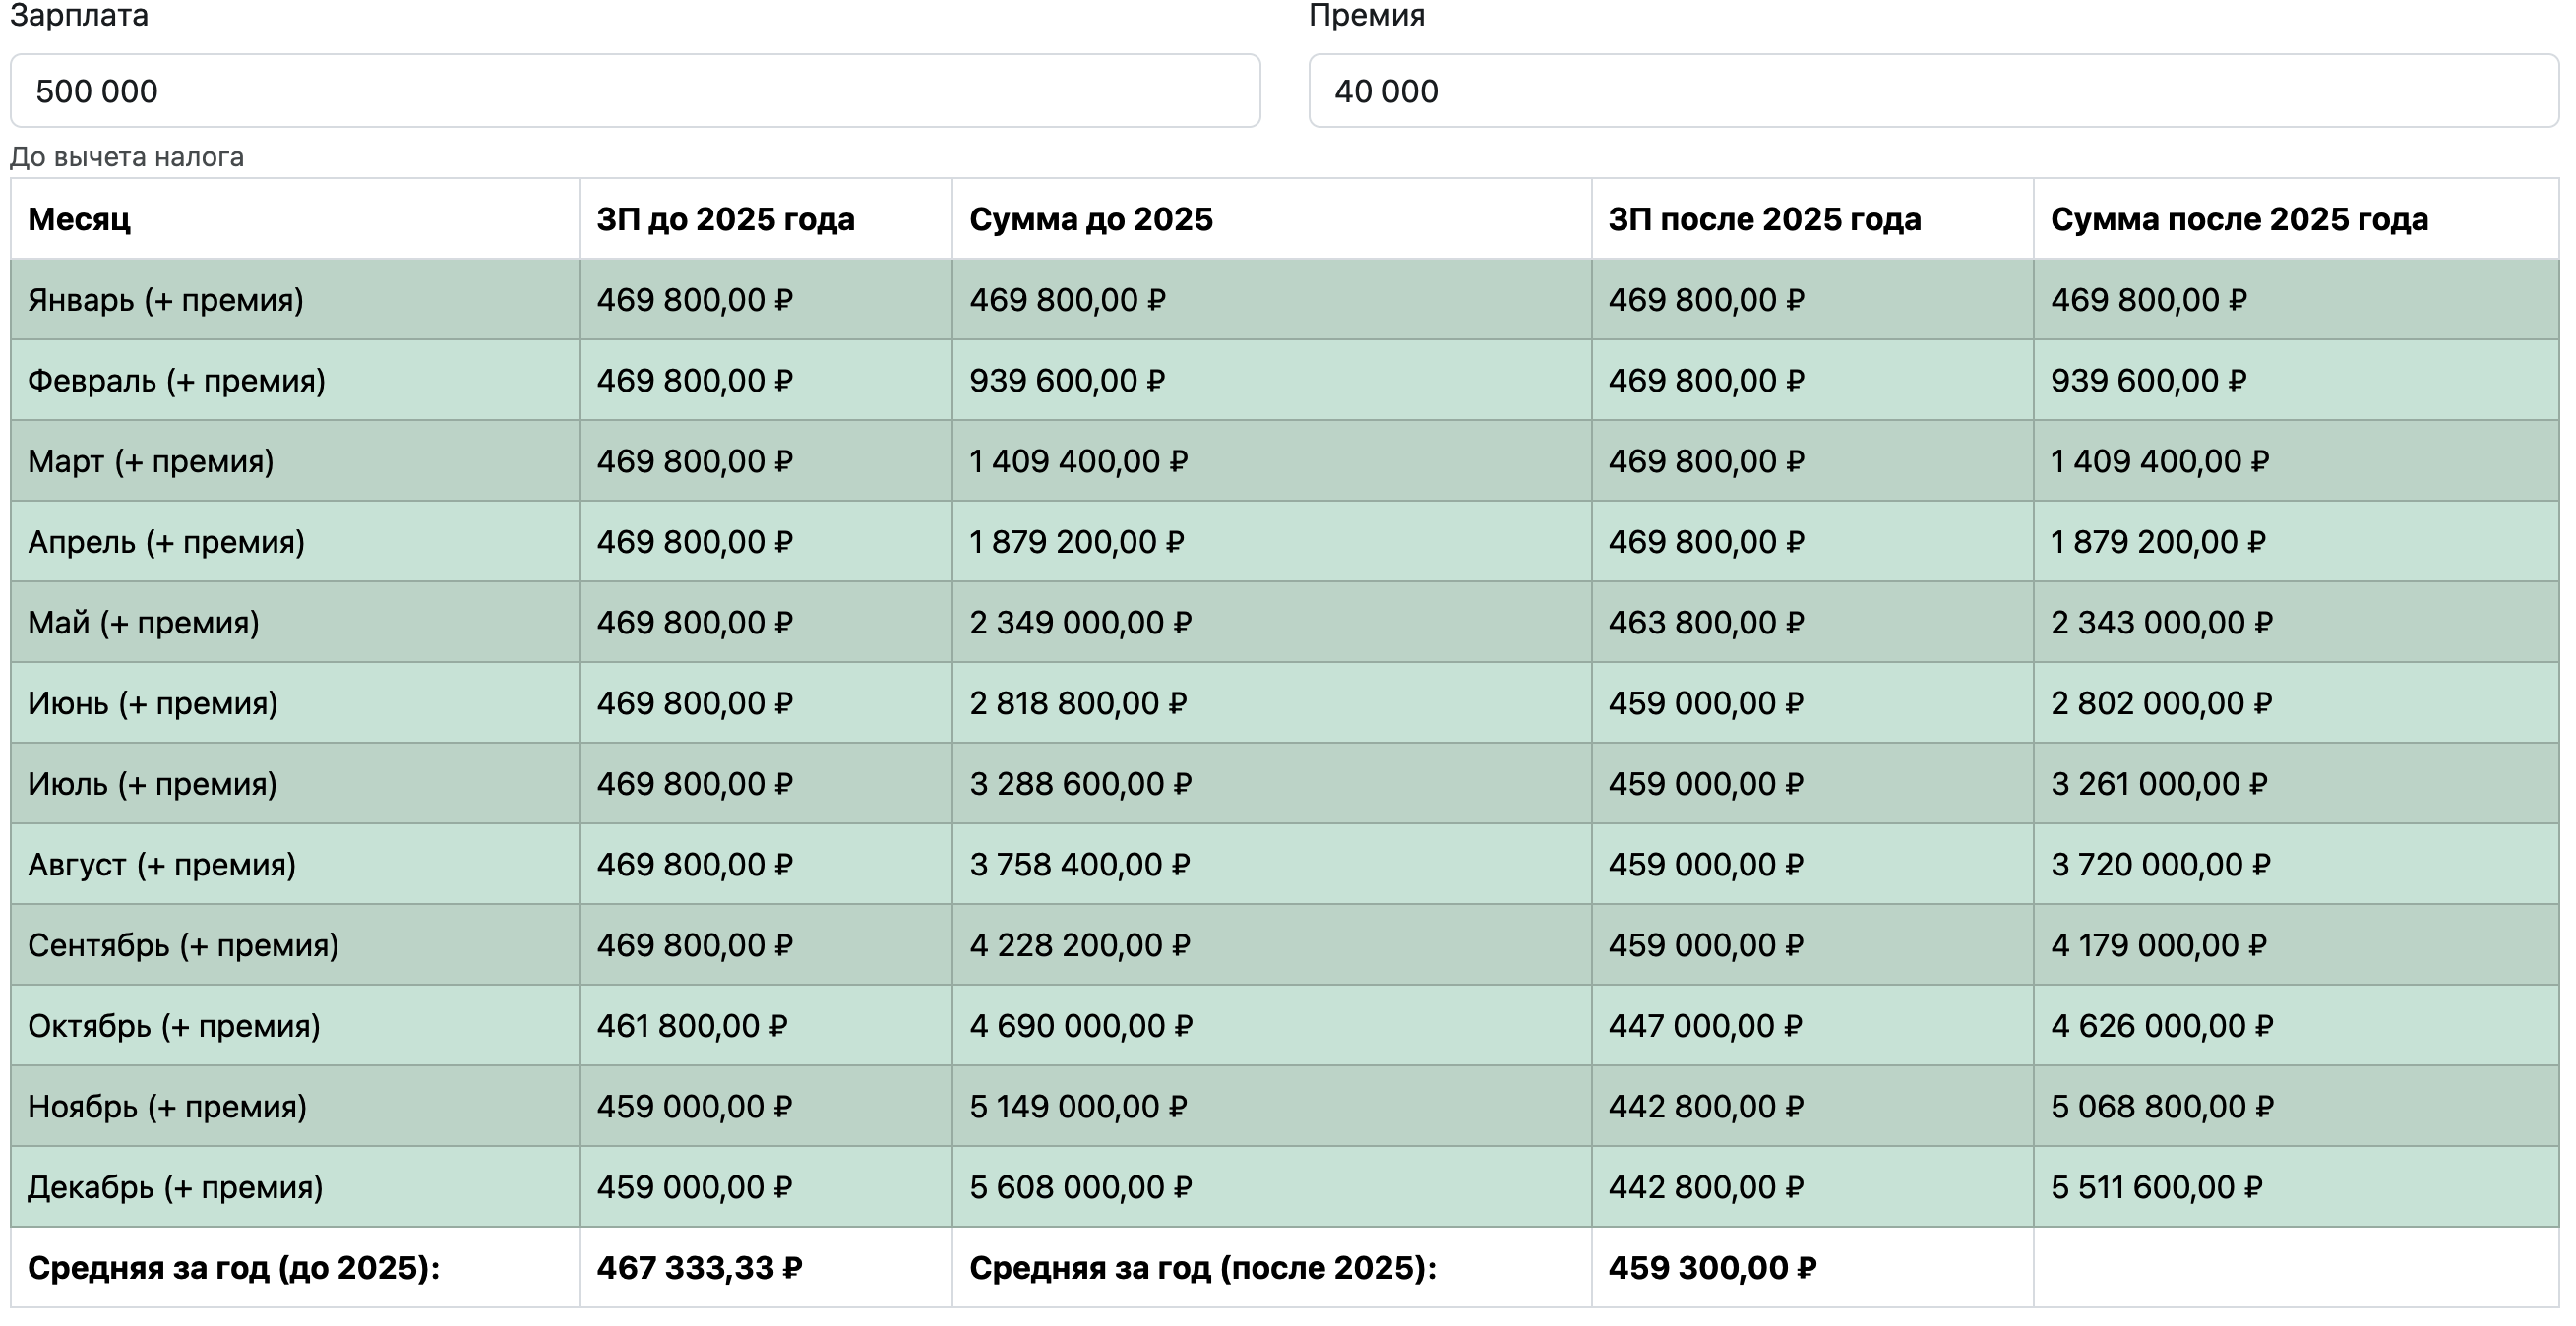 Зарплата Премия
500 000 40 000
До вычета налога
Месяц ЗП до 2025 года Сумма до 2025 ЗП после 2025 года Сумма после 2025 года
Январь (+ премия) 469 800,00 ₽ 469 800,00 ₽ 469 800,00 ₽ 469 800,00 ₽
Февраль (+ премия) 469 800,00 ₽ 939 600,00 ₽ 469 800,00 ₽ 939 600,00 ₽
Март (+ премия) 469 800,00 ₽ 1 409 400,00 ₽ 469 800,00 ₽ 1 409 400,00 ₽
Апрель (+ премия) 469 800,00 ₽ 1 879 200,00 ₽ 469 800,00 ₽ 1 879 200,00 ₽
Май (+ премия) 469 800,00 ₽ 2 349 000,00 ₽ 463 800,00 ₽ 2 343 000,00 ₽
Июнь (+ премия) 469 800,00 ₽ 2 818 800,00 ₽ 459 000,00 ₽ 2 802 000,00 ₽
Июль (+ премия) 469 800,00 ₽ 3 288 600,00 ₽ 459 000,00 ₽ 3 261 000,00 ₽
Август (+ премия) 469 800,00 ₽ 3 758 400,00 ₽ 459 000,00 ₽ 3 720 000,00 ₽
Сентябрь (+ премия) 469 800,00 ₽ 4 228 200,00 ₽ 459 000,00 ₽ 4 179 000,00 ₽
Октябрь (+ премия) 461 800,00 ₽ 4 690 000,00 ₽ 447 000,00 ₽ 4 626 000,00 ₽
Ноябрь (+ премия) 459 000,00 ₽ 5 149 000,00 ₽ 442 800,00 ₽ 5 068 800,00 ₽
Декабрь (+ премия) 459 000,00 ₽ 5 608 000,00 ₽ 442 800,00 ₽ 5 511 600,00 ₽
Средняя за год (до 2025): 467 333,33 ₽ Средняя за год (после 2025): 459 300,00 ₽